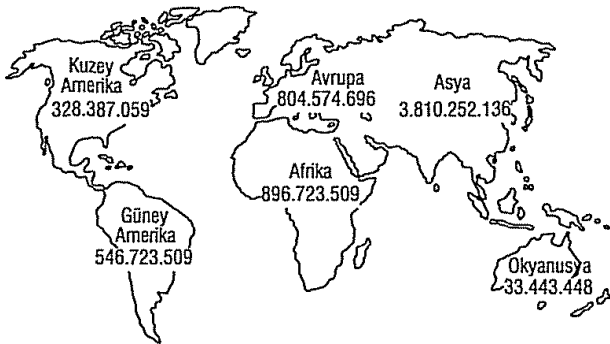 Kuzey
Amerika
328.387.059
Avrupa
804.574.696
Asya
3.810.252.136
Afrika
896.723.509
Güney
Amerika
546.723.509
Okyanusya
33.443.448